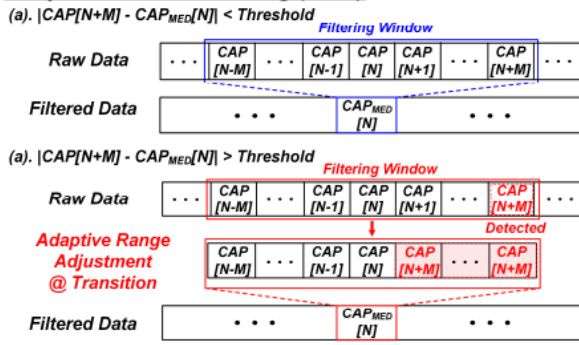 (a). |CAP[N+M] - CAP_MED[N]| < Threshold
Filtering Window
Raw Data
· · · CAP [N-M] · · · CAP [N-1] CAP [N] CAP [N+1] · · · CAP [N+M] · · ·
Filtered Data
• • • CAP_MED [N] • • •
(a). |CAP[N+M] - CAP_MED[N]| > Threshold
Filtering Window
Raw Data
· · · CAP [N-M] · · · CAP [N-1] CAP [N] CAP [N+1] · · · CAP [N+M] · · ·
Detected
Adaptive Range
Adjustment
@ Transition
CAP [N-M] · · · CAP [N-1] CAP [N] CAP [N+M] · · · CAP [N+M]
Filtered Data
• • • CAP_MED [N] • • •